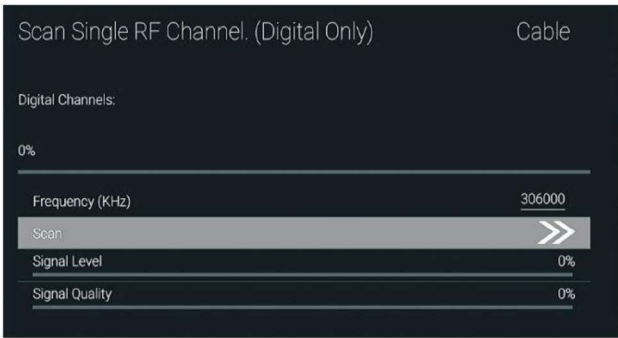 Scan Single RF Channel. (Digital Only) Cable
Digital Channels:
0%
Frequency (KHz) 306000
Scan
Signal Level 0%
Signal Quality 0%